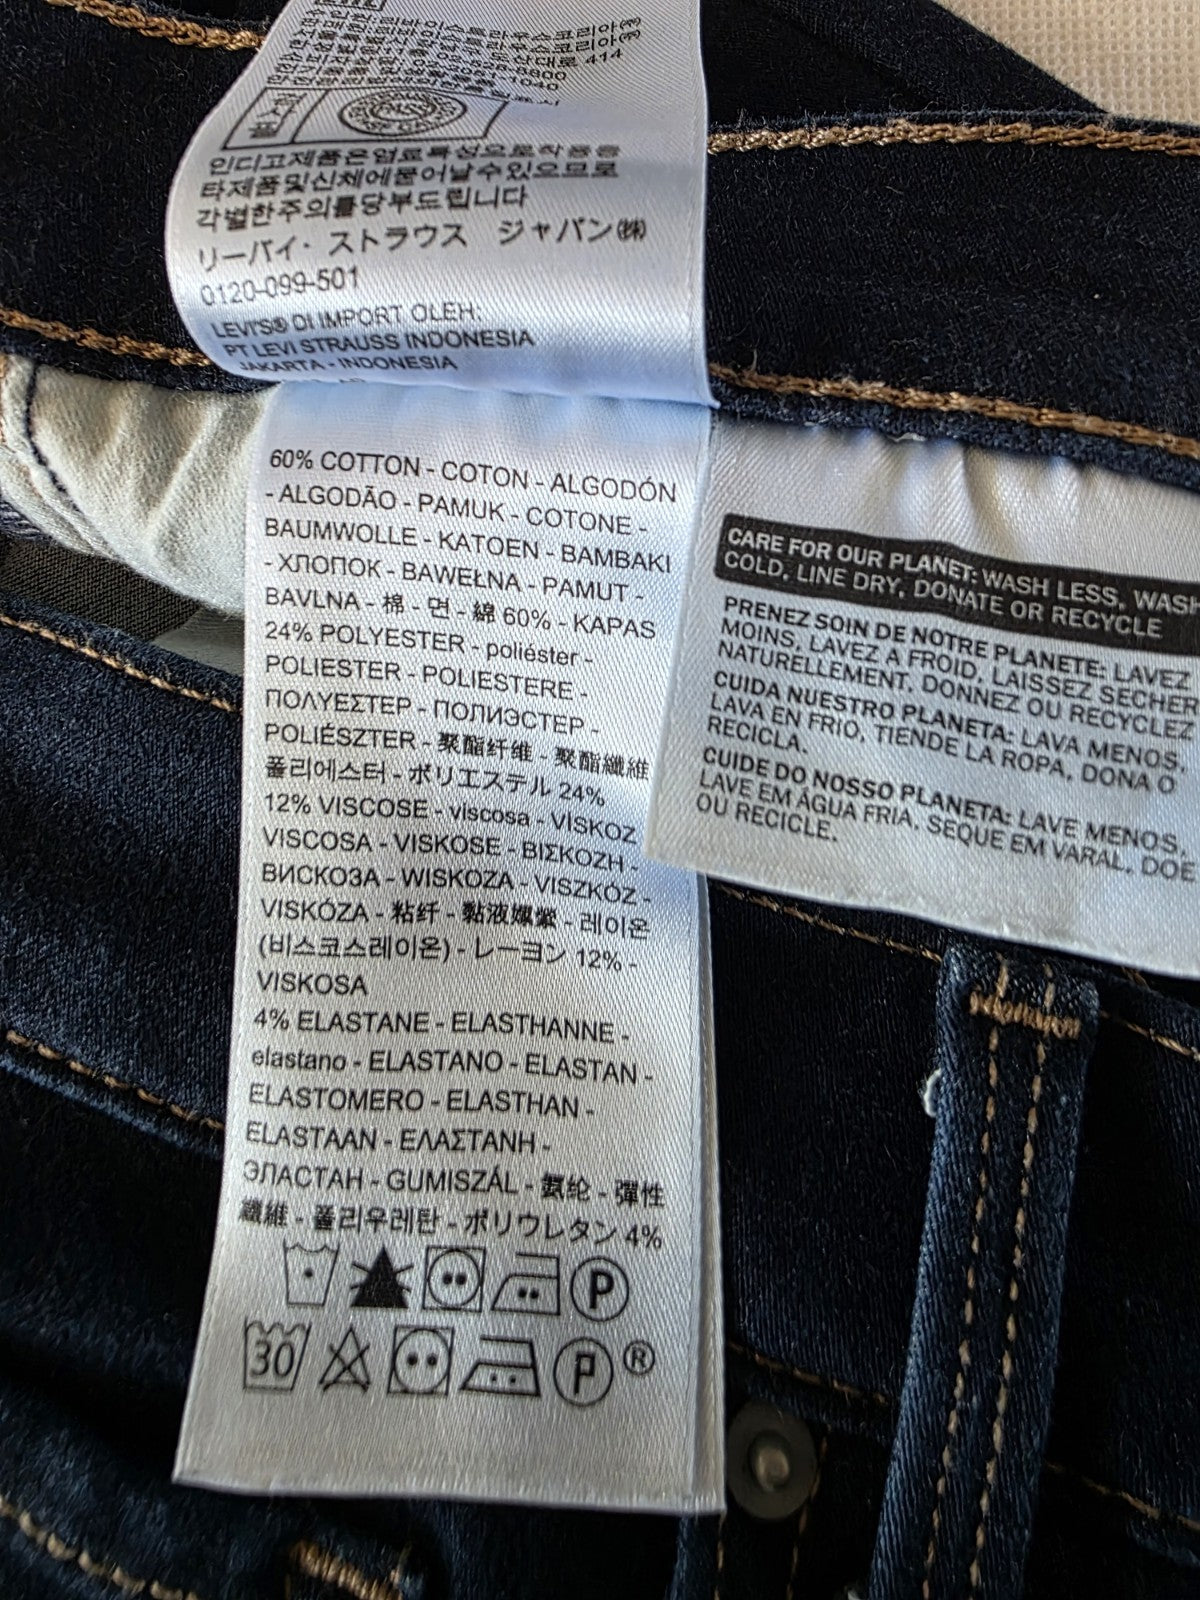 414
인디고제품은염료특성으로착용중
타제품및신체에묻어날수있으므로
각별한주의를당부드립니다
リーバイ・ストラウス ジャパン㈱
0120-099-501
LEVI'S® DI IMPORT OLEH:
PT LEVI STRAUSS INDONESIA
JAKARTA - INDONESIA
60% COTTON - COTON - ALGODÓN
- ALGODÃO - PAMUK - COTONE -
BAUMWOLLE - KATOEN - ΒΑΜΒΑΚΙ
- ХЛОПОК - BAWEŁNA - PAMUT -
BAVLNA - 棉 - 면 - 綿 60% - KAPAS
24% POLYESTER - poliéster -
POLIESTER - POLIESTERE -
ΠΟΛΥΕΣΤΕΡ - ПОЛИЭСТЕР -
POLIÉSZTER - 聚酯纤维 - 聚酯纖維
폴리에스터 - ポリエステル 24%
12% VISCOSE - viscosa - VİSKOZ
VISCOSA - VISKOSE - ΒΙΣΚΟΖΗ -
ВИСКОЗА - WISKOZA - VISZKÓZ -
VISKÓZA - 粘纤 - 黏液嫘縈 - 레이온
(비스코스레이온) - レーヨン 12% -
VISKOSA
4% ELASTANE - ELASTHANNE -
elastano - ELASTANO - ELASTAN -
ELASTOMERO - ELASTHAN -
ELASTAAN - ΕΛΑΣΤΑΝΗ -
ЭЛАСТАН - GUMISZÁL - 氨纶 - 彈性
纖維 - 폴리우레탄 - ポリウレタン 4%
P
30 P ®
CARE FOR OUR PLANET: WASH LESS, WASH
COLD, LINE DRY, DONATE OR RECYCLE
PRENEZ SOIN DE NOTRE PLANETE: LAVEZ
MOINS, LAVEZ A FROID, LAISSEZ SECHER
NATURELLEMENT, DONNEZ OU RECYCLEZ
CUIDA NUESTRO PLANETA: LAVA MENOS,
LAVA EN FRIO, TIENDE LA ROPA, DONA O
RECICLA.
CUIDE DO NOSSO PLANETA: LAVE MENOS,
LAVE EM ÁGUA FRIA, SEQUE EM VARAL, DOE
OU RECICLE.